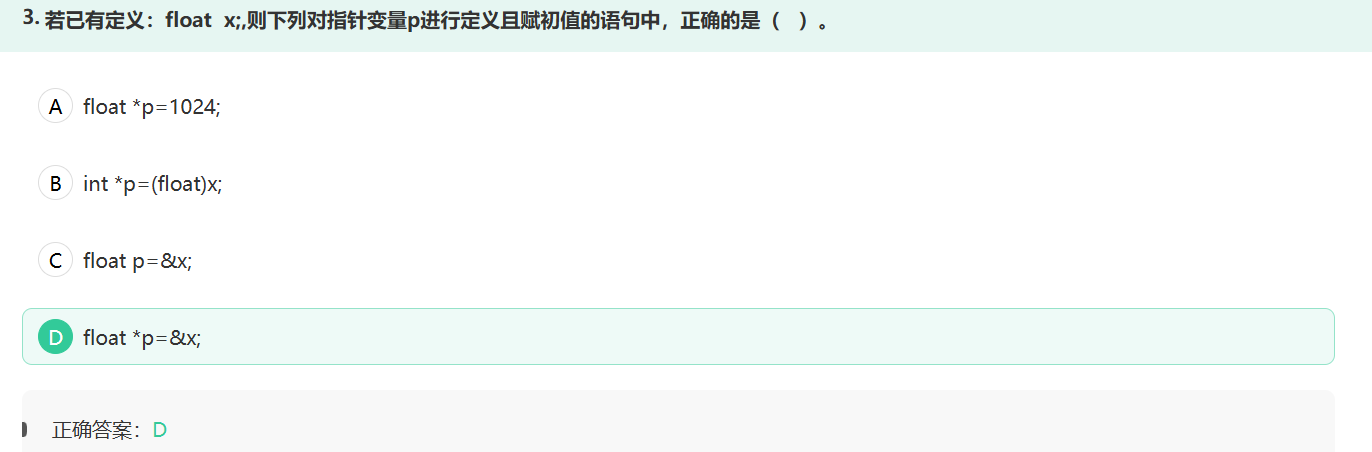 3. 若已有定义：float x;,则下列对指针变量p进行定义且赋初值的语句中，正确的是（ ）。
A float *p=1024;
B int *p=(float)x;
C float p=&x;
D float *p=&x;
正确答案：D